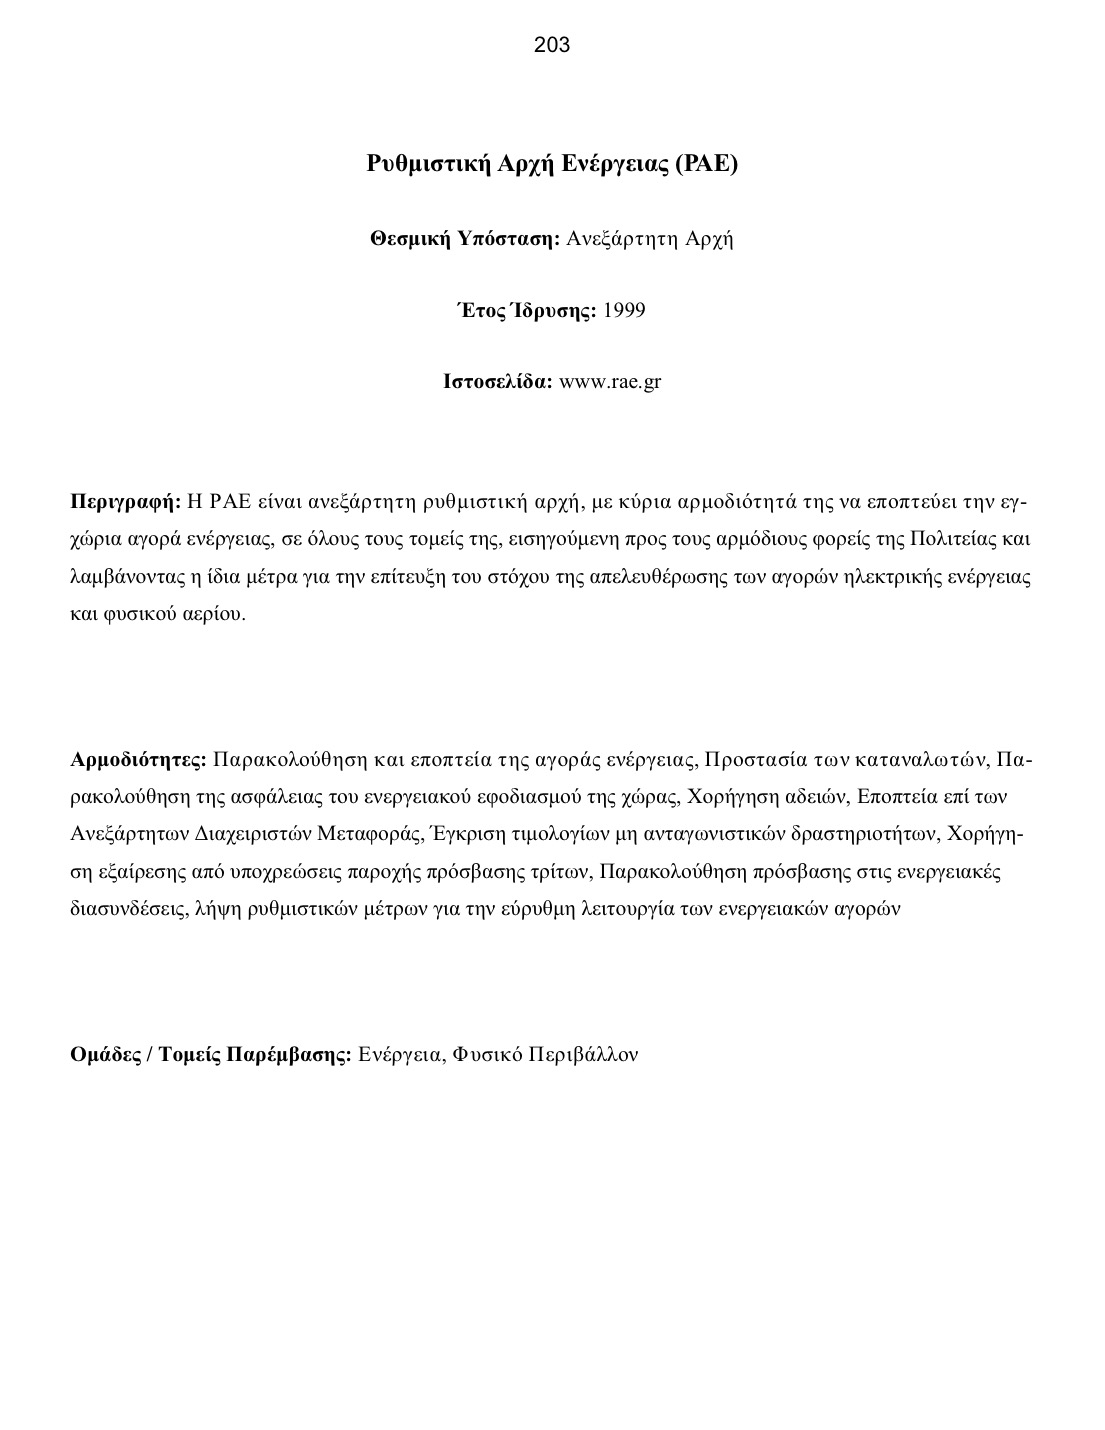 203
Ρυθμιστική Αρχή Ενέργειας (ΡΑΕ)
Θεσμική Υπόσταση: Ανεξάρτητη Αρχή
Έτος Ίδρυσης: 1999
Ιστοσελίδα: www.rae.gr
Περιγραφή: Η ΡΑΕ είναι ανεξάρτητη ρυθμιστική αρχή, με κύρια αρμοδιότητά της να εποπτεύει την εγ-
χώρια αγορά ενέργειας, σε όλους τους τομείς της, εισηγούμενη προς τους αρμόδιους φορείς της Πολιτείας και
λαμβάνοντας η ίδια μέτρα για την επίτευξη του στόχου της απελευθέρωσης των αγορών ηλεκτρικής ενέργειας
και φυσικού αερίου.
Αρμοδιότητες: Παρακολούθηση και εποπτεία της αγοράς ενέργειας, Προστασία των καταναλωτών, Πα-
ρακολούθηση της ασφάλειας του ενεργειακού εφοδιασμού της χώρας, Χορήγηση αδειών, Εποπτεία επί των
Ανεξάρτητων Διαχειριστών Μεταφοράς, Έγκριση τιμολογίων μη ανταγωνιστικών δραστηριοτήτων, Χορήγη-
ση εξαίρεσης από υποχρεώσεις παροχής πρόσβασης τρίτων, Παρακολούθηση πρόσβασης στις ενεργειακές
διασυνδέσεις, λήψη ρυθμιστικών μέτρων για την εύρυθμη λειτουργία των ενεργειακών αγορών
Ομάδες / Τομείς Παρέμβασης: Ενέργεια, Φυσικό Περιβάλλον